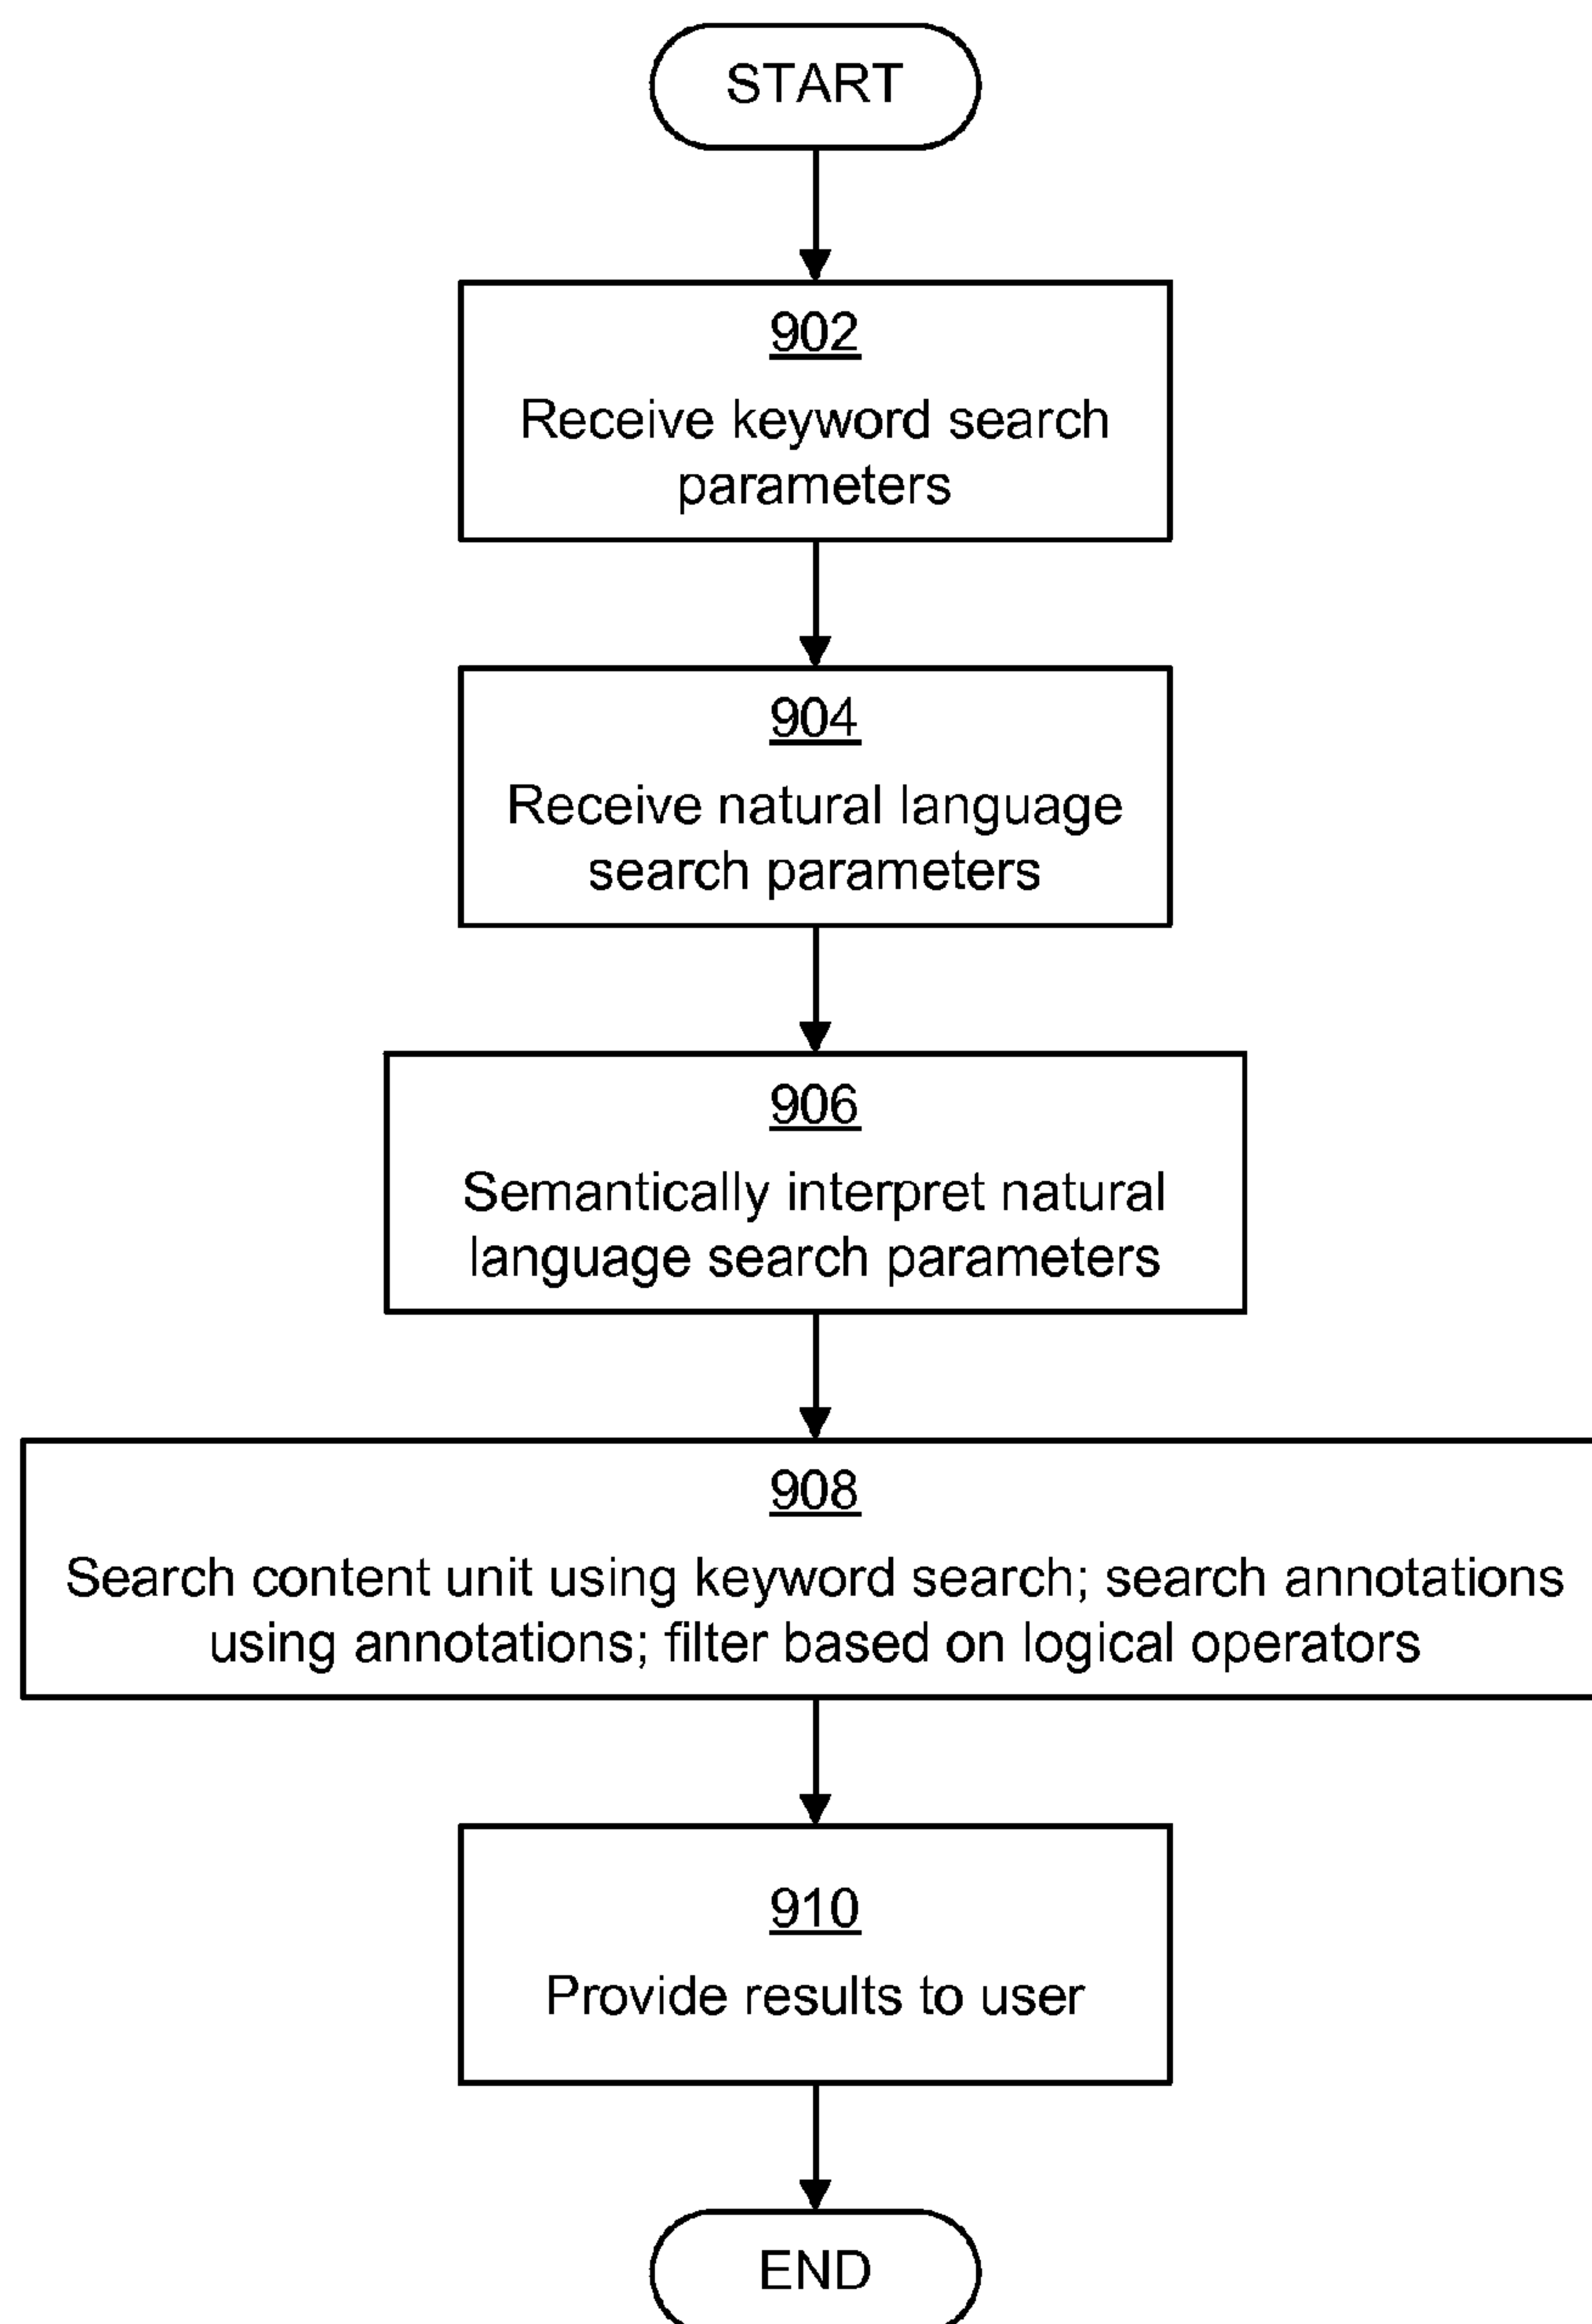 START
902
Receive keyword search
parameters
904
Receive natural language
search parameters
906
Semantically interpret natural
language search parameters
908
Search content unit using keyword search; search annotations
using annotations; filter based on logical operators
910
Provide results to user
END